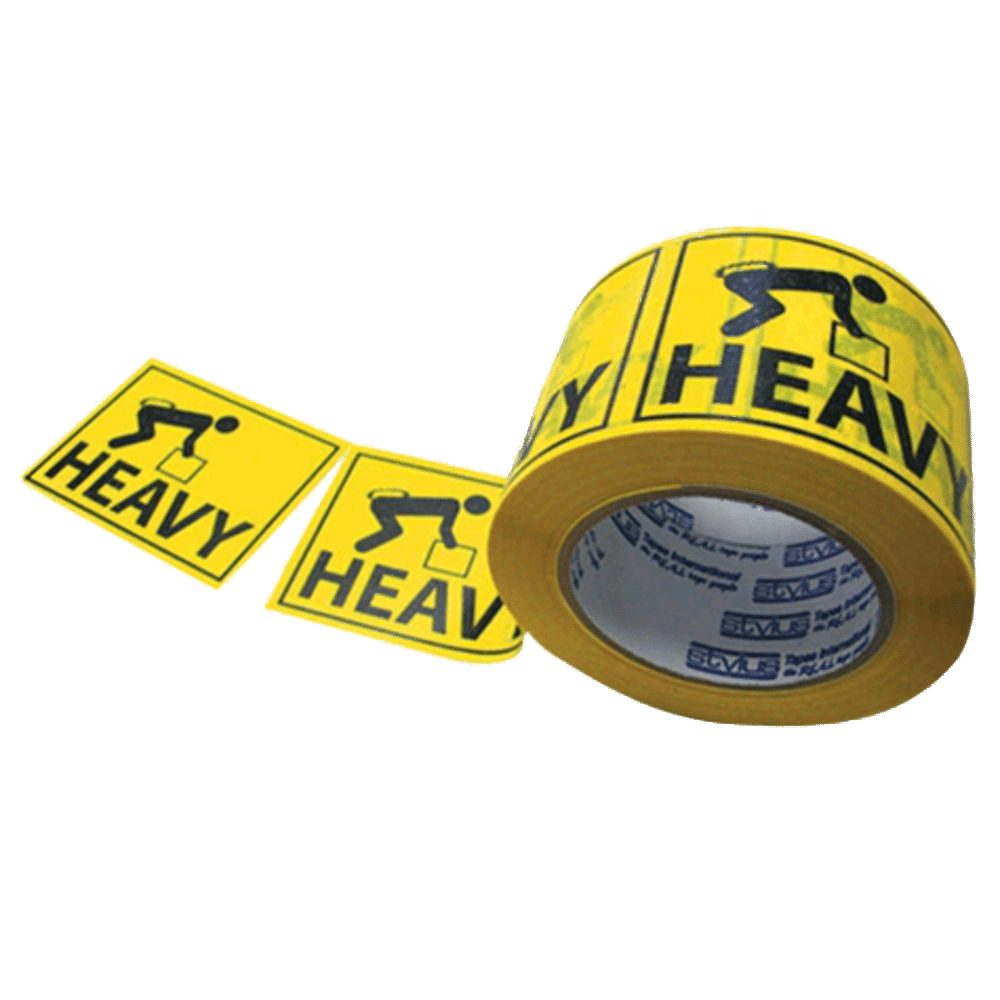 HEAVY
HEAVY
VY
HEAVY
stylus Tapes International
the REAL tape people
stylus Tapes International
the REAL tape people
stylus Tapes International
the REAL tape people
stylus Tapes International
the REAL tape people